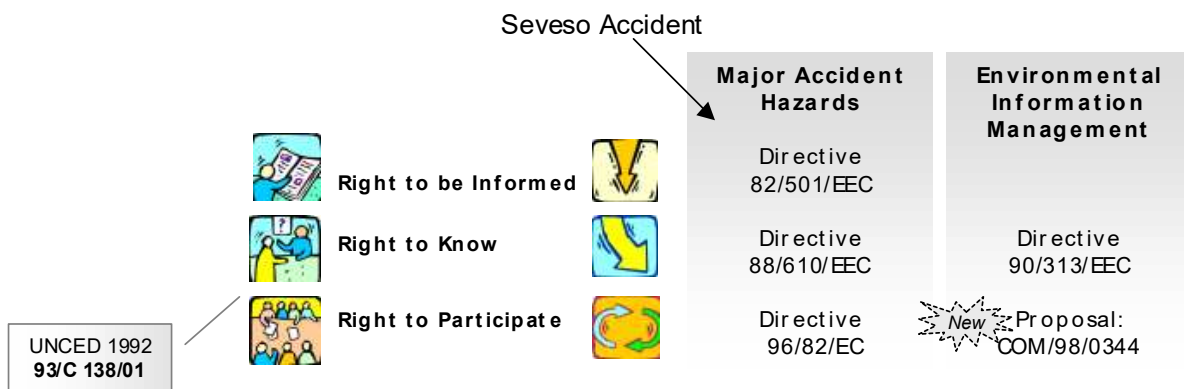 Seveso Accident
Major Accident
Hazards
Environmental
Information
Management
Right to be Informed
Directive
82/501/EEC
?
Right to Know
Directive
88/610/EEC
Directive
90/313/EEC
Right to Participate
Directive
96/82/EC
New
Proposal:
COM/98/0344
UNCED 1992
93/C 138/01